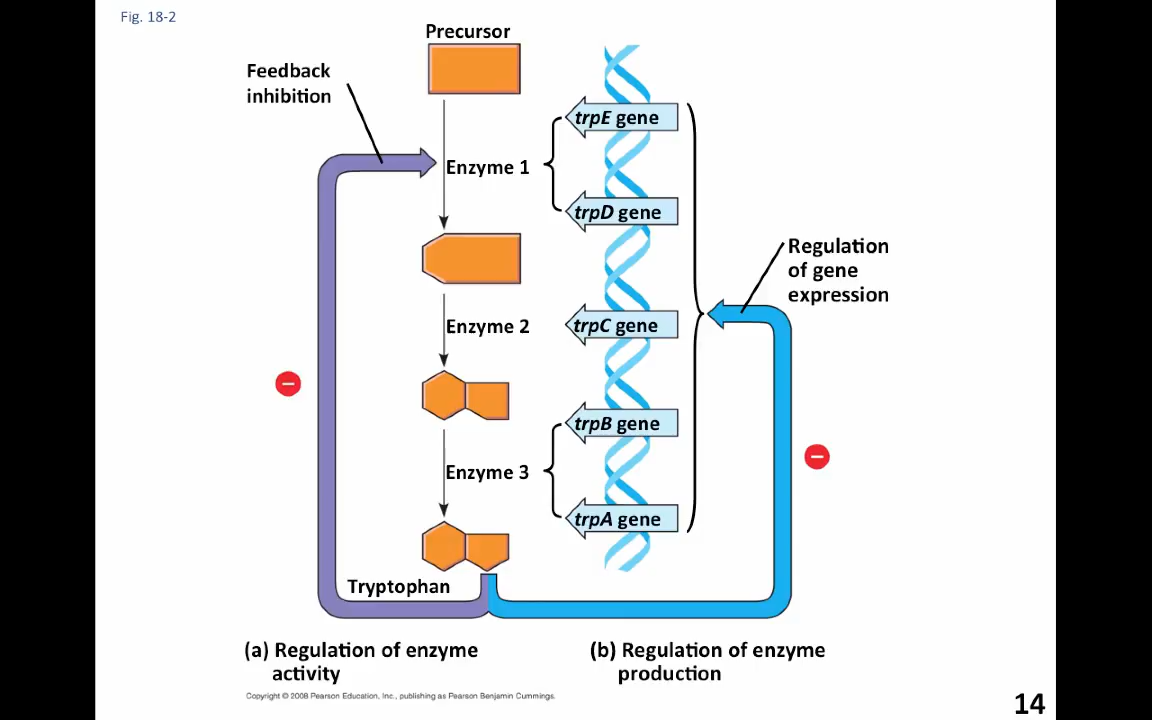 Fig. 18-2
Precursor
Feedback
inhibition
trpE gene
Enzyme 1
trpD gene
Regulation
of gene
expression
Enzyme 2
trpC gene
−
trpB gene
−
Enzyme 3
trpA gene
Tryptophan
(a) Regulation of enzyme
activity
(b) Regulation of enzyme
production
Copyright © 2008 Pearson Education, Inc., publishing as Pearson Benjamin Cummings.
14